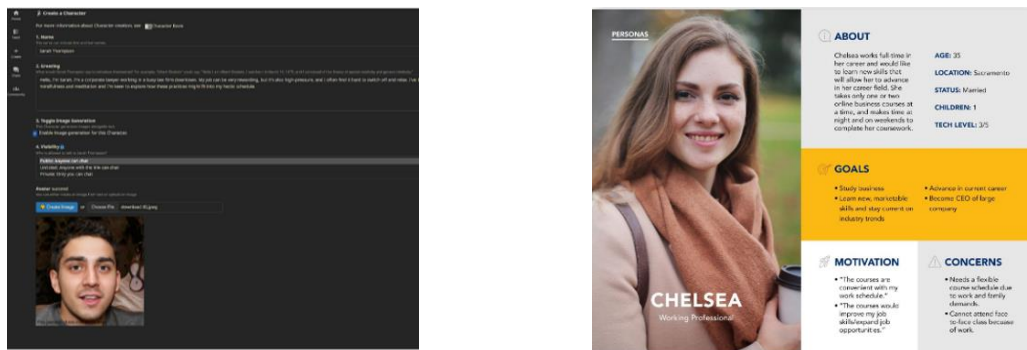 Create a Character
For more information about Character creation, see Character Book
1. Name
Sarah Thompson
2. Greeting
Hello, I'm Sarah. I'm a corporate lawyer working in a busy law firm downtown. My job can be very rewarding, but it's also high-pressure, and I often find it hard to switch off and relax. I've
mindfulness and meditation and I'm keen to explore how these practices might fit into my hectic schedule.
3. Toggle Image Generation
Enable image generation for this Character
4. Visibility
Public: Anyone can chat
Unlisted: Anyone with the link can chat
Private: Only you can chat
Create Image or Choose File
PERSONAS
CHELSEA
Working Professional
ABOUT
Chelsea works full-time in
her career and would like
to learn new skills that
will allow her to advance
in her career field. She
takes only one or two
online business courses at
a time, and makes time at
night and on weekends to
complete her coursework.
AGE: 35
LOCATION: Sacramento
STATUS: Married
CHILDREN: 1
TECH LEVEL: 3/5
GOALS
• Study business
• Learn new, marketable
skills and stay current on
industry trends
• Advance in current career
• Become CEO of large
company
MOTIVATION
• "The courses are
convenient with my
work schedule."
• "The courses would
improve my job
skills/expand job
opportunities."
CONCERNS
• Needs a flexible
course schedule due
to work and family
demands.
• Cannot attend face
to-face class because
of work.